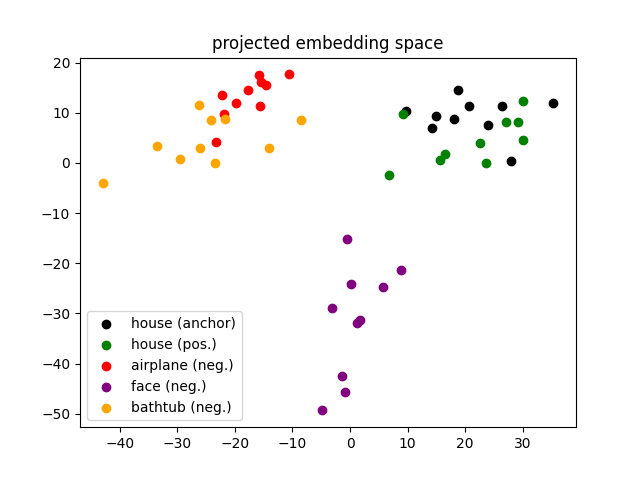 projected embedding space
20
10
0
−10
−20
−30
−40
−50
house (anchor)
house (pos.)
airplane (neg.)
face (neg.)
bathtub (neg.)
−40 −30 −20 −10 0 10 20 30